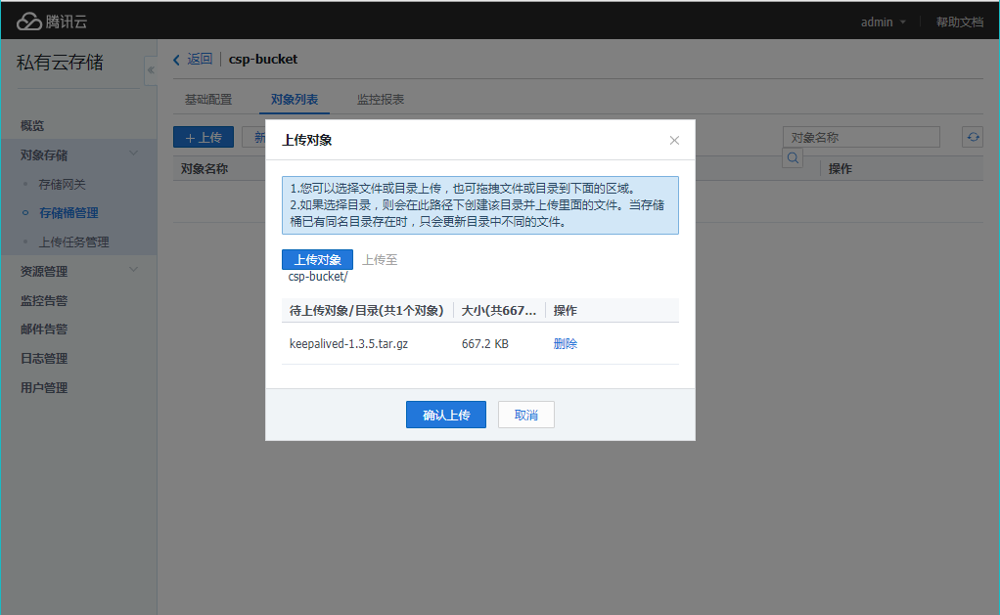 腾讯云
admin
帮助文档
私有云存储
返回
csp-bucket
基础配置
对象列表
监控报表
概览
对象存储
存储网关
存储桶管理
上传任务管理
资源管理
监控告警
邮件告警
日志管理
用户管理
+ 上传
新
对象名称
对象名称
操作
上传对象
1.您可以选择文件或目录上传，也可拖拽文件或目录到下面的区域。
2.如果选择目录，则会在此路径下创建该目录并上传里面的文件。当存储
桶已有同名目录存在时，只会更新目录中不同的文件。
上传对象 上传至
csp-bucket/
待上传对象/目录(共1个对象) 大小(共667... 操作
keepalived-1.3.5.tar.gz 667.2 KB 删除
确认上传 取消